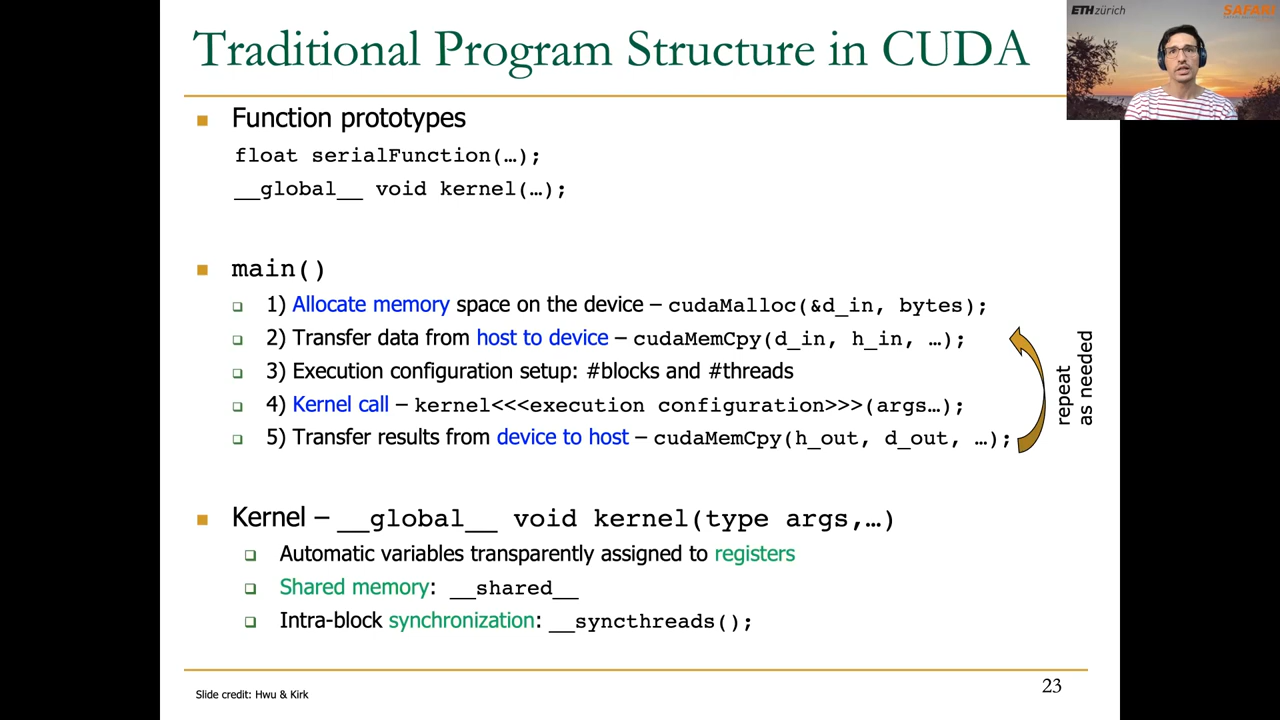 Traditional Program Structure in CUDA
ETHzürich
SAFARI
Function prototypes
float serialFunction(…);
__global__ void kernel(…);
main()
1) Allocate memory space on the device – cudaMalloc(&d_in, bytes);
2) Transfer data from host to device – cudaMemCpy(d_in, h_in, …);
3) Execution configuration setup: #blocks and #threads
4) Kernel call – kernel<<<execution configuration>>>(args…);
5) Transfer results from device to host – cudaMemCpy(h_out, d_out, …);
repeat
as needed
Kernel – __global__ void kernel(type args,…)
Automatic variables transparently assigned to registers
Shared memory: __shared__
Intra-block synchronization: __syncthreads();
Slide credit: Hwu & Kirk
23